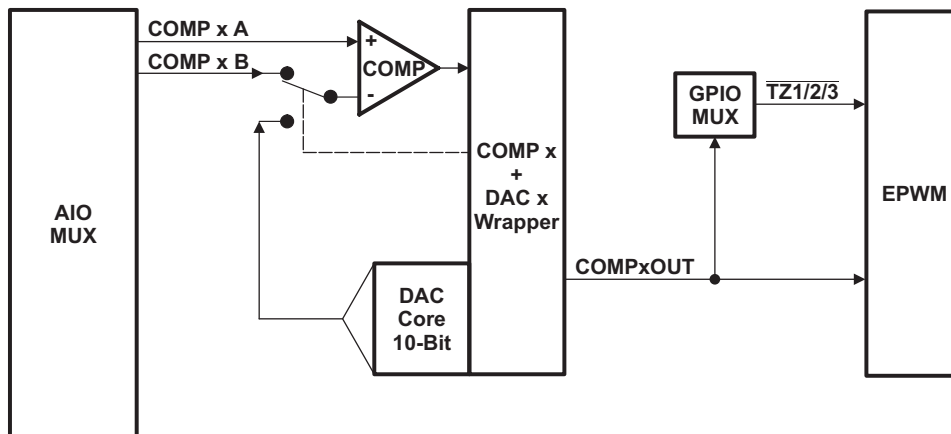 COMP x A
COMP x B
+
COMP
-
AIO
MUX
COMP x
+
DAC x
Wrapper
DAC
Core
10-Bit
COMPxOUT
GPIO
MUX
TZ1/2/3
EPWM